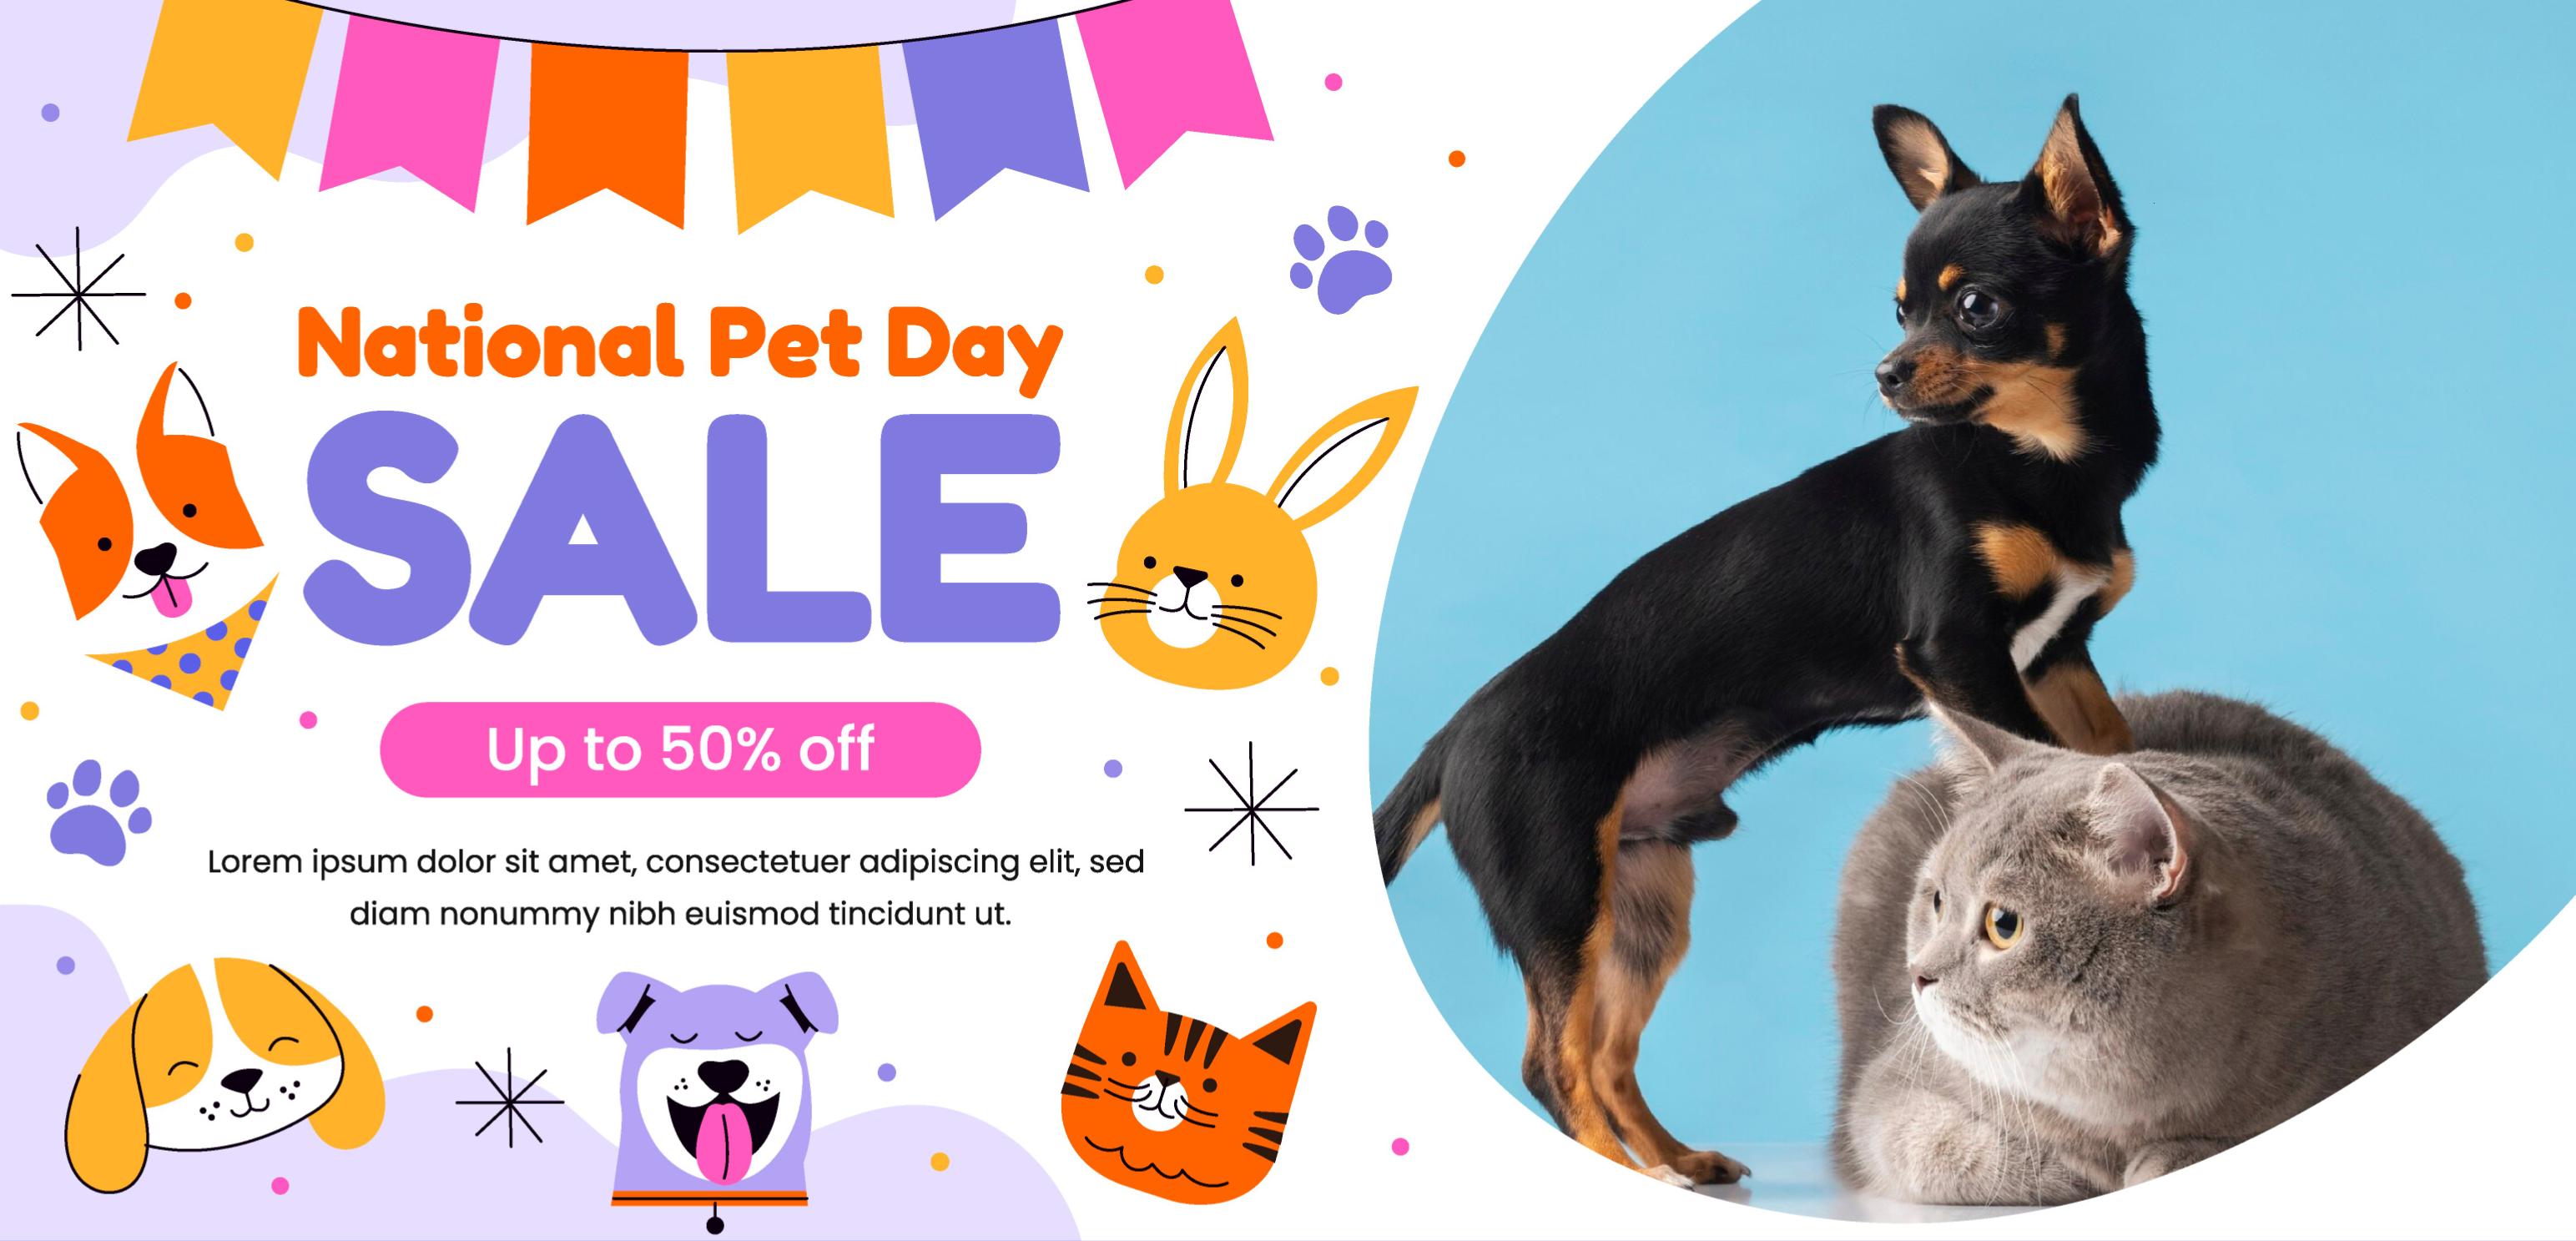 National Pet Day
SALE
Up to 50% off
Lorem ipsum dolor sit amet, consectetuer adipiscing elit, sed
diam nonummy nibh euismod tincidunt ut.